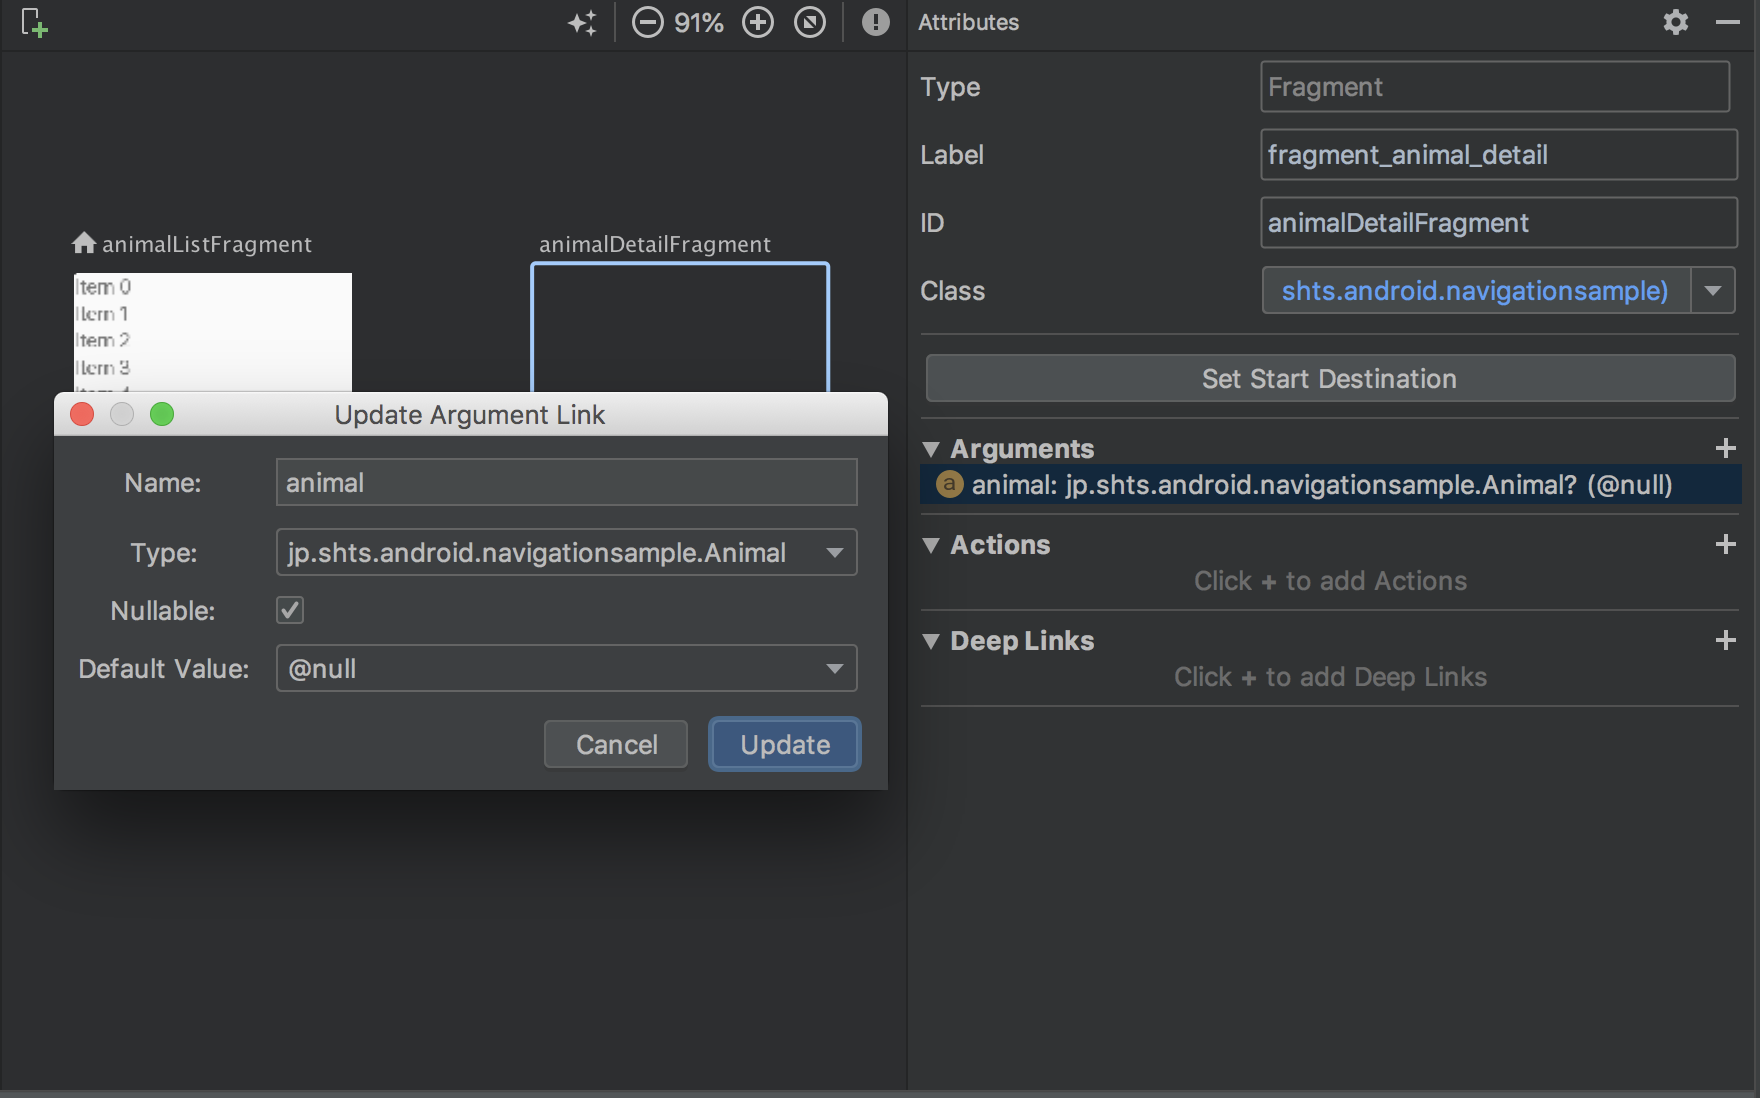 91%
Attributes
Type
Fragment
Label
fragment_animal_detail
ID
animalDetailFragment
Class
shts.android.navigationsample)
Set Start Destination
Arguments
a animal: jp.shts.android.navigationsample.Animal? (@null)
Actions
Click + to add Actions
Deep Links
Click + to add Deep Links
animalListFragment
Item 0
Item 1
Item 2
Item 3
animalDetailFragment
Update Argument Link
Name:
animal
Type:
jp.shts.android.navigationsample.Animal
Nullable:
Default Value:
@null
Cancel
Update